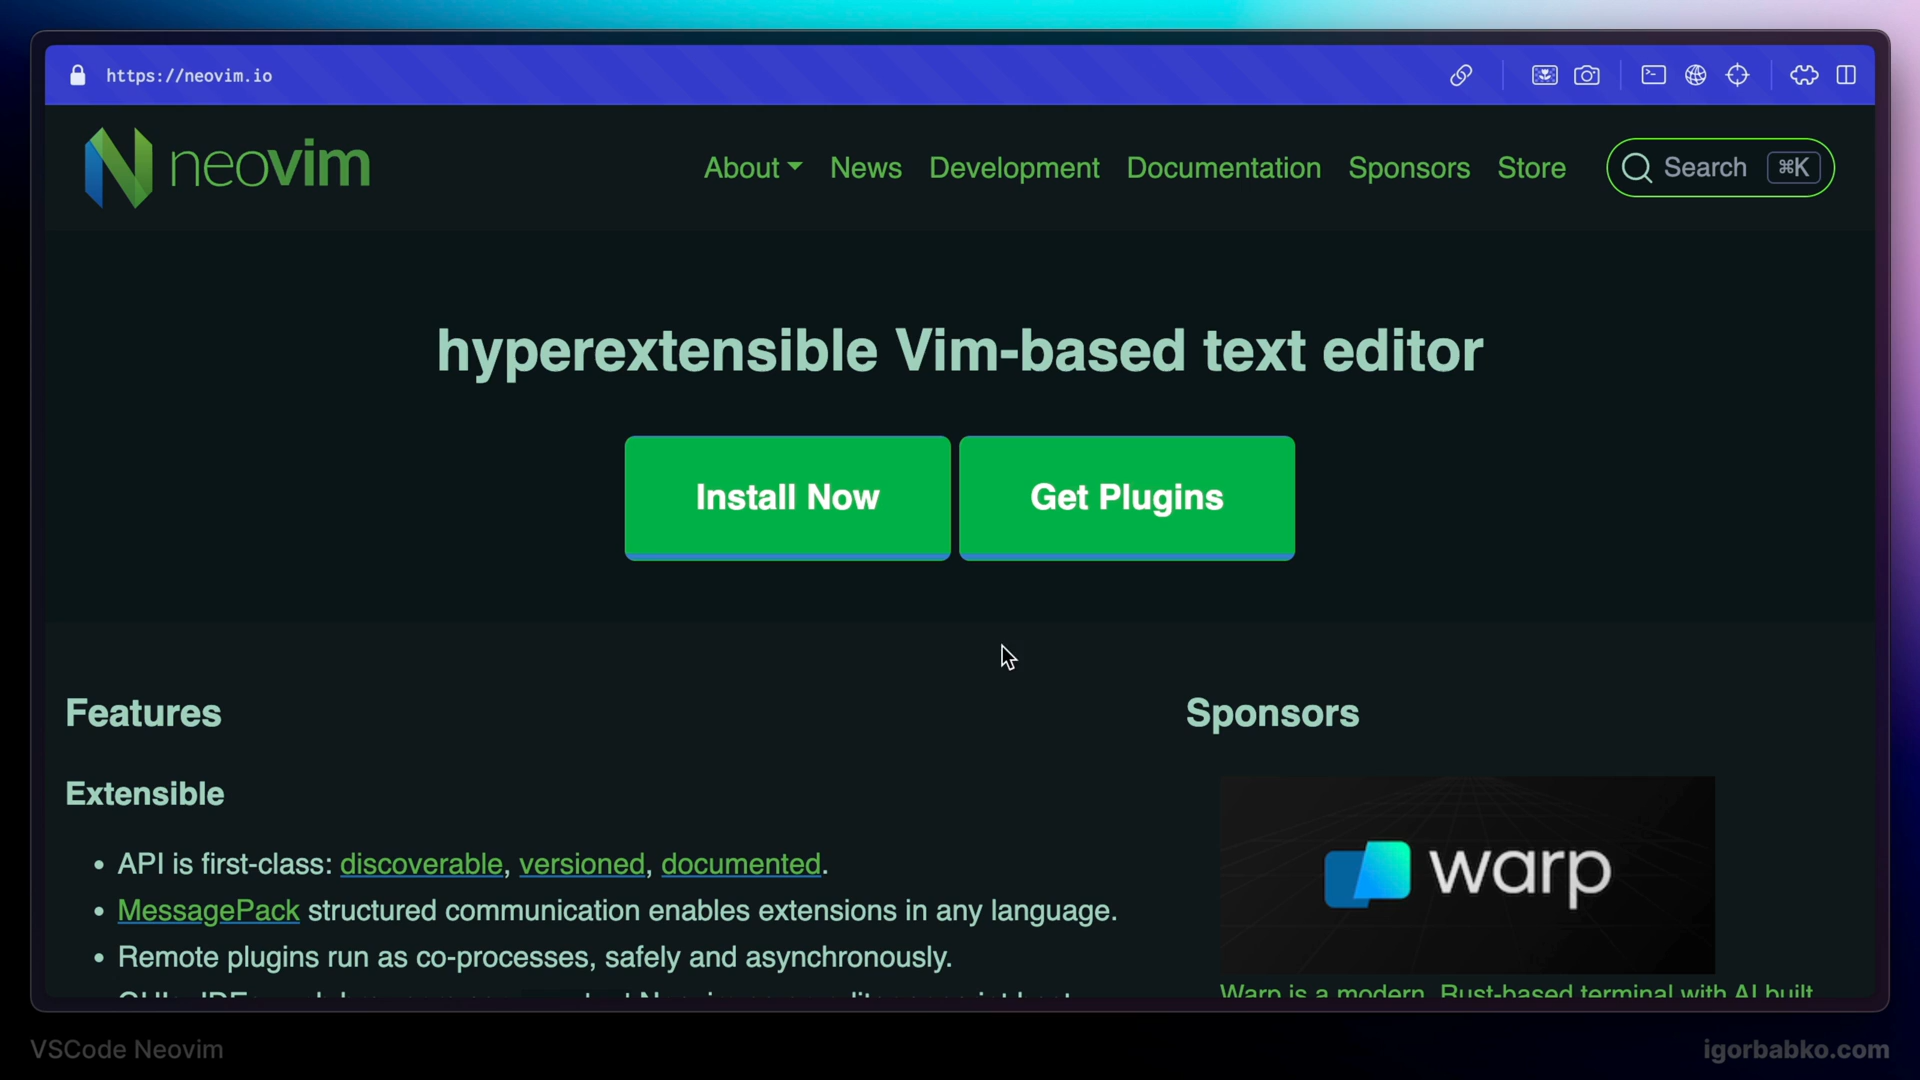 https://neovim.io
neovim
About News Development Documentation Sponsors Store Search ⌘K
hyperextensible Vim-based text editor
Install Now Get Plugins
Features
Sponsors
Extensible
• API is first-class: discoverable, versioned, documented.
• MessagePack structured communication enables extensions in any language.
• Remote plugins run as co-processes, safely and asynchronously.
warp
Warp is a modern, Rust-based terminal with AI built
VSCode Neovim
igorbabko.com